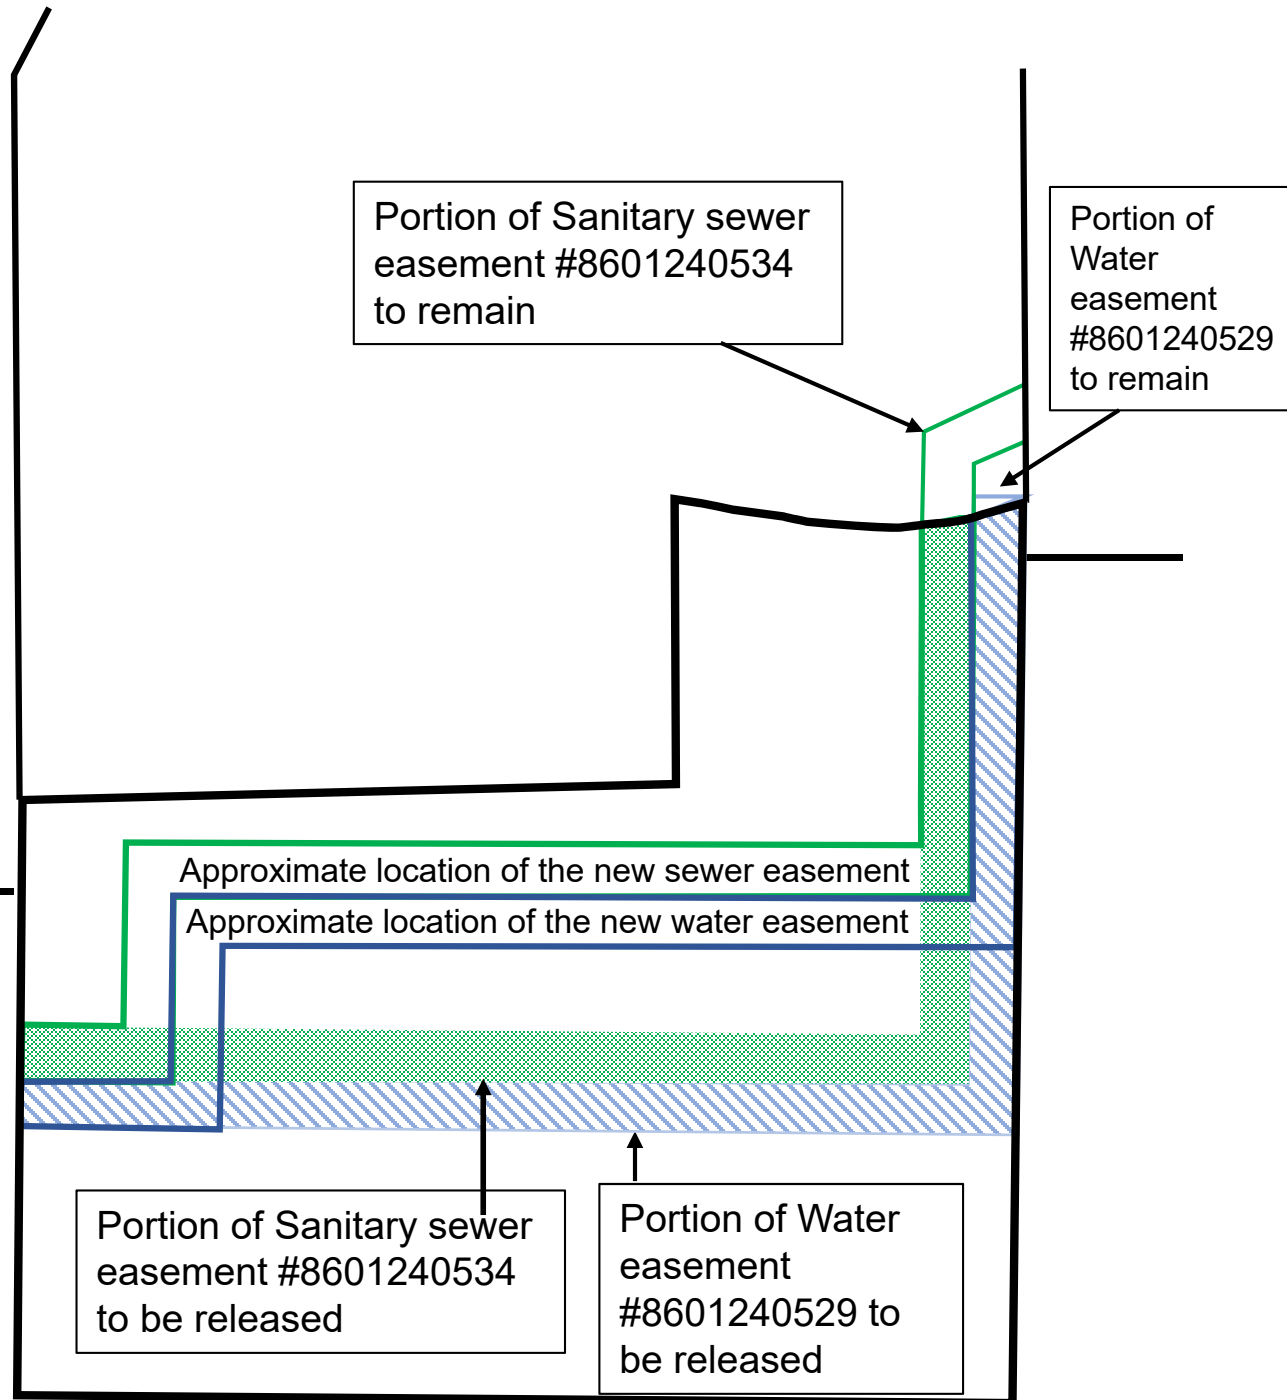 Portion of Sanitary sewer
easement #8601240534
to remain
Portion of
Water
easement
#8601240529
to remain
Approximate location of the new sewer easement
Approximate location of the new water easement
Portion of Sanitary sewer
easement #8601240534
to be released
Portion of Water
easement
#8601240529 to
be released